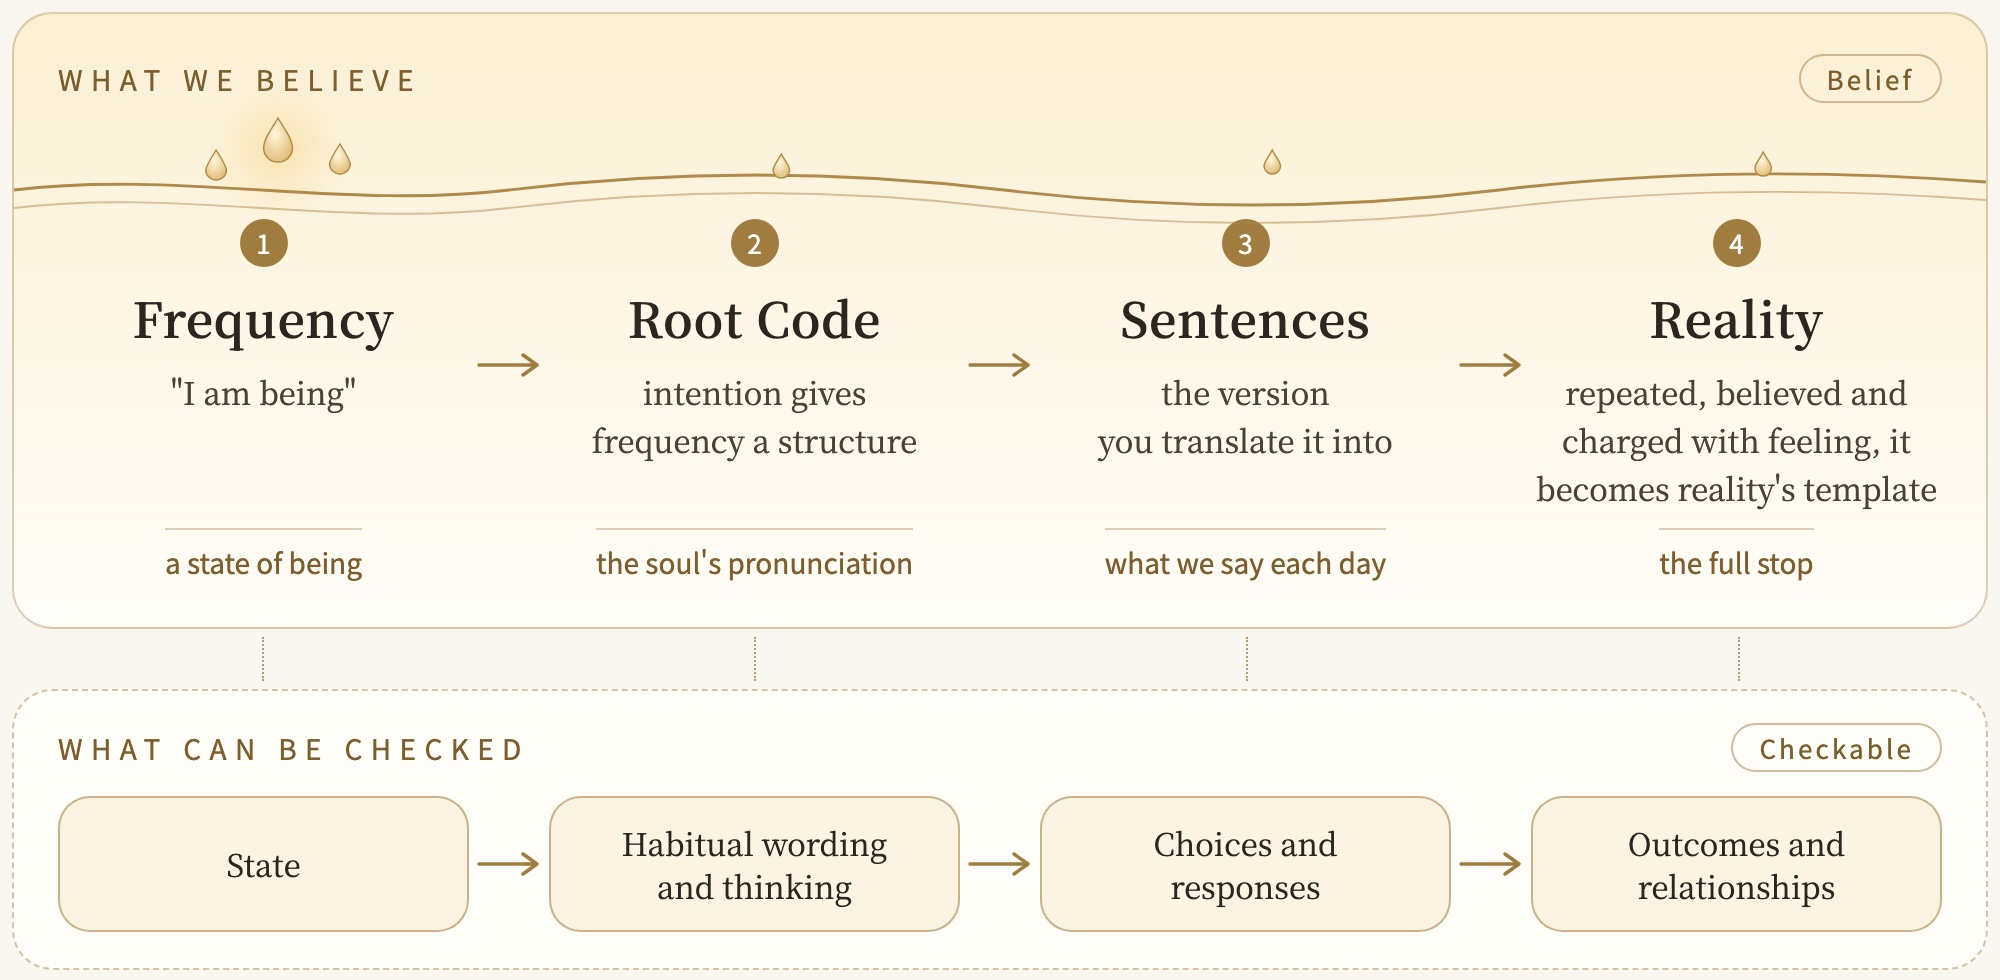 WHAT WE BELIEVE
Belief
1
Frequency
"I am being"
a state of being
2
Root Code
intention gives
frequency a structure
the soul's pronunciation
3
Sentences
the version
you translate it into
what we say each day
4
Reality
repeated, believed and
charged with feeling, it
becomes reality's template
the full stop
WHAT CAN BE CHECKED
Checkable
State
Habitual wording
and thinking
Choices and
responses
Outcomes and
relationships